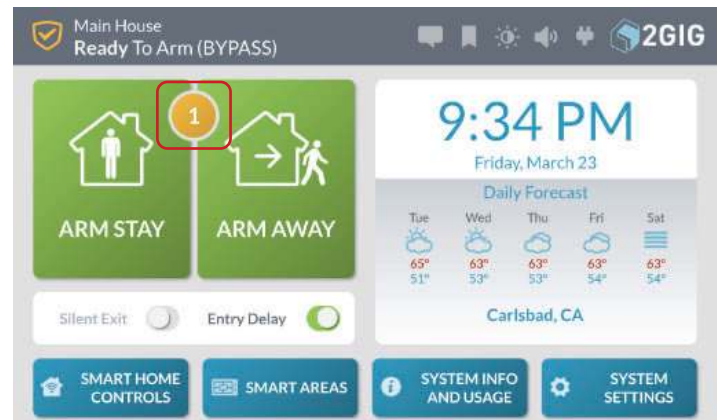 Main House
Ready To Arm (BYPASS)
2GIG
1
ARM STAY
ARM AWAY
Silent Exit
Entry Delay
9:34 PM
Friday, March 23
Daily Forecast
Tue Wed Thu Fri Sat
65° 63° 63° 63° 63°
51° 53° 53° 54° 54°
Carlsbad, CA
SMART HOME
CONTROLS
SMART AREAS
SYSTEM INFO
AND USAGE
SYSTEM
SETTINGS